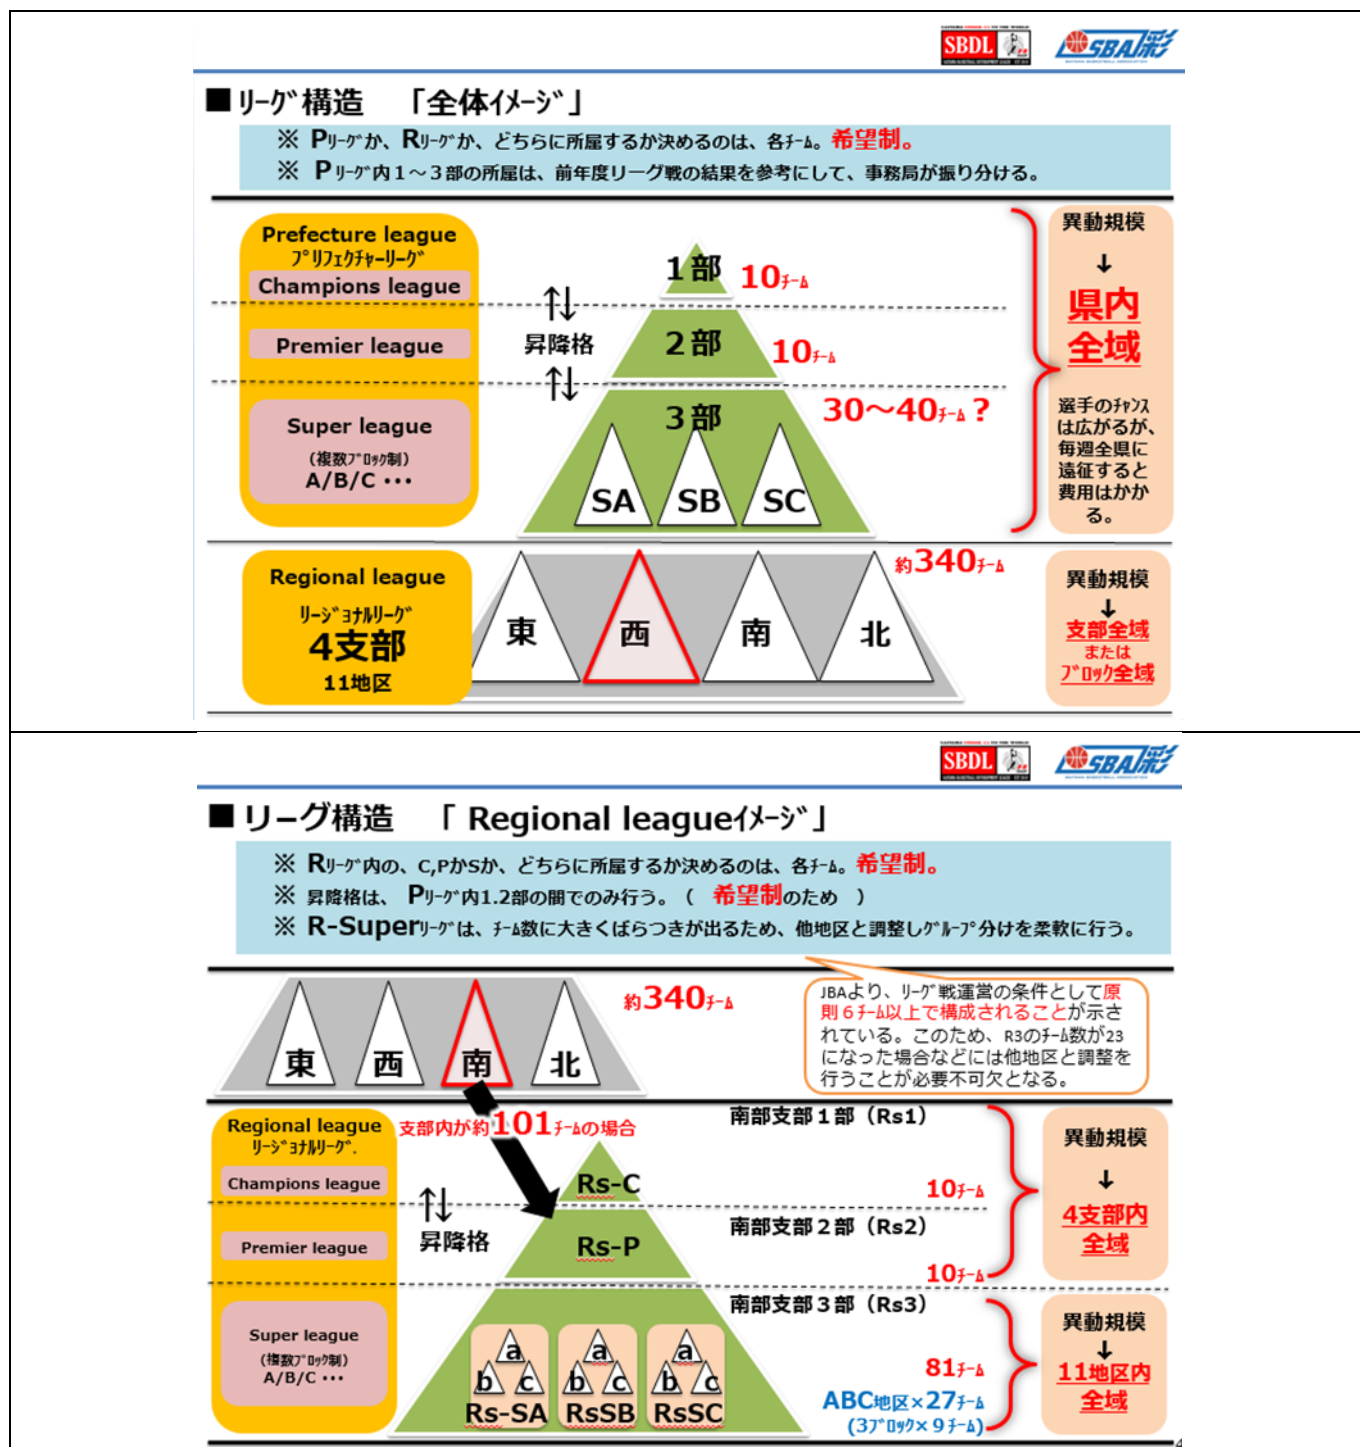 SBDL SBA彩
■ﾘｰｸﾞ構造 「全体ｲﾒｰｼﾞ」
※ Pﾘｰｸﾞか、Rﾘｰｸﾞか、どちらに所属するか決めるのは、各ﾁｰﾑ。希望制。
※ Pﾘｰｸﾞ内１～３部の所属は、前年度リーグ戦の結果を参考にして、事務局が振り分ける。
Prefecture league
ﾌﾟﾘﾌｪｸﾁｬｰﾘｰｸﾞ
Champions league
Premier league
Super league
(複数ﾌﾞﾛｯｸ制)
A/B/C ･･･
↑↓
昇降格
↑↓
１部
10ﾁｰﾑ
２部
10ﾁｰﾑ
３部
30～40ﾁｰﾑ？
SA SB SC
異動規模
↓
県内
全域
選手のﾁｬﾝｽ
は広がるが、
毎週全県に
遠征すると
費用はかか
る。
Regional league
ﾘｰｼﾞｮﾅﾙﾘｰｸﾞ
4支部
11地区
東 西 南 北
約340ﾁｰﾑ
異動規模
↓
支部全域
または
ﾌﾞﾛｯｸ全域
SBDL SBA彩
■リーグ構造 「 Regional leagueｲﾒｰｼﾞ」
※ Rﾘｰｸﾞ内の、C,PかSか、どちらに所属するか決めるのは、各ﾁｰﾑ。希望制。
※ 昇降格は、Pﾘｰｸﾞ内1.2部の間でのみ行う。（ 希望制のため ）
※ R-Superﾘｰｸﾞは、ﾁｰﾑ数に大きくばらつきが出るため、他地区と調整しｸﾞﾙｰﾌﾟ分けを柔軟に行う。
東 西 南 北
約340ﾁｰﾑ
JBAより、ﾘｰｸﾞ戦運営の条件として原
則６ﾁｰﾑ以上で構成されることが示さ
れている。このため、R3のﾁｰﾑ数が23
になった場合などには他地区と調整を
行うことが必要不可欠となる。
Regional league
ﾘｰｼﾞｮﾅﾙﾘｰｸﾞ.
Champions league
Premier league
Super league
(複数ﾌﾞﾛｯｸ制)
A/B/C ･･･
支部内が約101ﾁｰﾑの場合
↑↓
昇降格
Rs-C
Rs-P
a a a
b c b c b c
Rs-SA RsSB RsSC
南部支部１部（Rs1）
10ﾁｰﾑ
南部支部２部（Rs2）
10ﾁｰﾑ
南部支部３部（Rs3）
81ﾁｰﾑ
ABC地区×27ﾁｰﾑ
(3ﾌﾞﾛｯｸ×９ﾁｰﾑ)
異動規模
↓
4支部内
全域
異動規模
↓
11地区内
全域